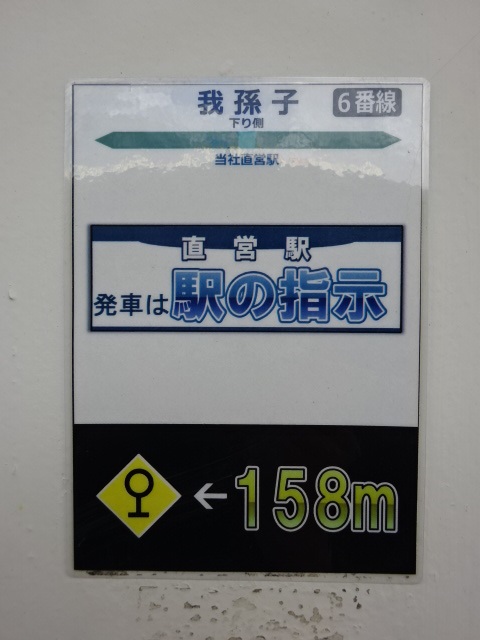 我孫子
6番線
下り側
当社直営駅
直営駅
発車は駅の指示
←158m